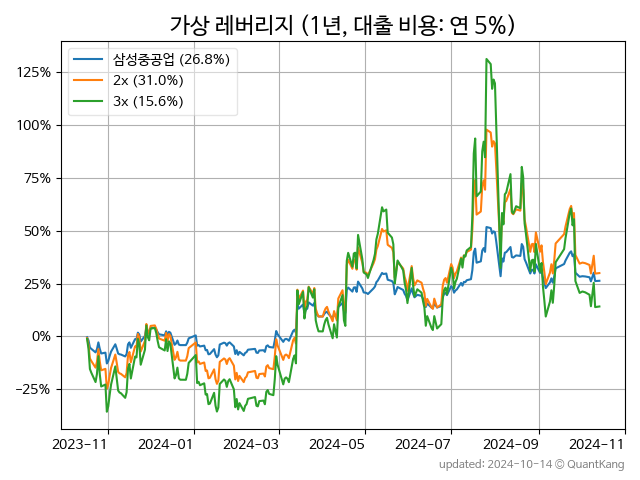 가상 레버리지 (1년, 대출 비용: 연 5%)
삼성중공업 (26.8%)
2x (31.0%)
3x (15.6%)
125%
100%
75%
50%
25%
0%
−25%
2023-11 2024-01 2024-03 2024-05 2024-07 2024-09 2024-11
updated: 2024-10-14 © QuantKang